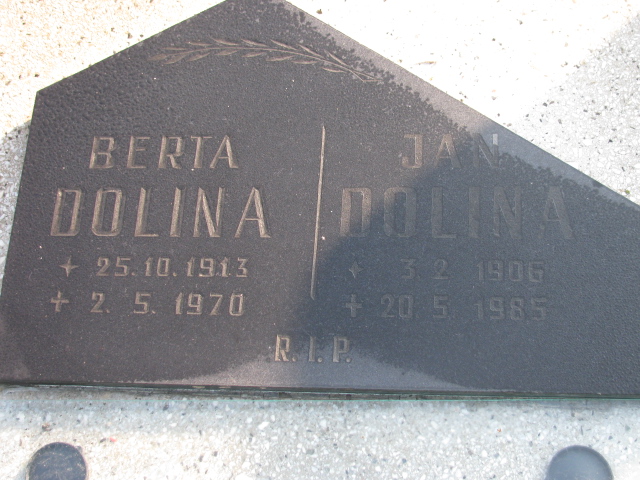 BERTA
DOLINA
25.10.1913
+ 2. 5. 1970
JAN
DOLINA
3. 2. 1906
+ 20. 5. 1985
R. I. P.